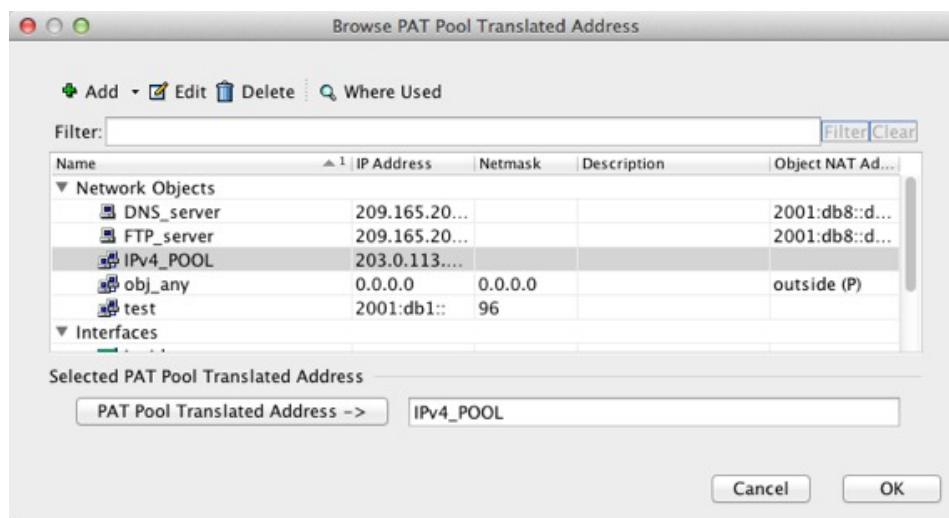 Browse PAT Pool Translated Address
Add Edit Delete Where Used
Filter: Filter Clear
Name 1 IP Address Netmask Description Object NAT Ad...
Network Objects
DNS_server 209.165.20... 2001:db8::d...
FTP_server 209.165.20... 2001:db8::d...
IPv4_POOL 203.0.113....
obj_any 0.0.0.0 0.0.0.0 outside (P)
test 2001:db1:: 96
Interfaces
Selected PAT Pool Translated Address
PAT Pool Translated Address -> IPv4_POOL
Cancel OK